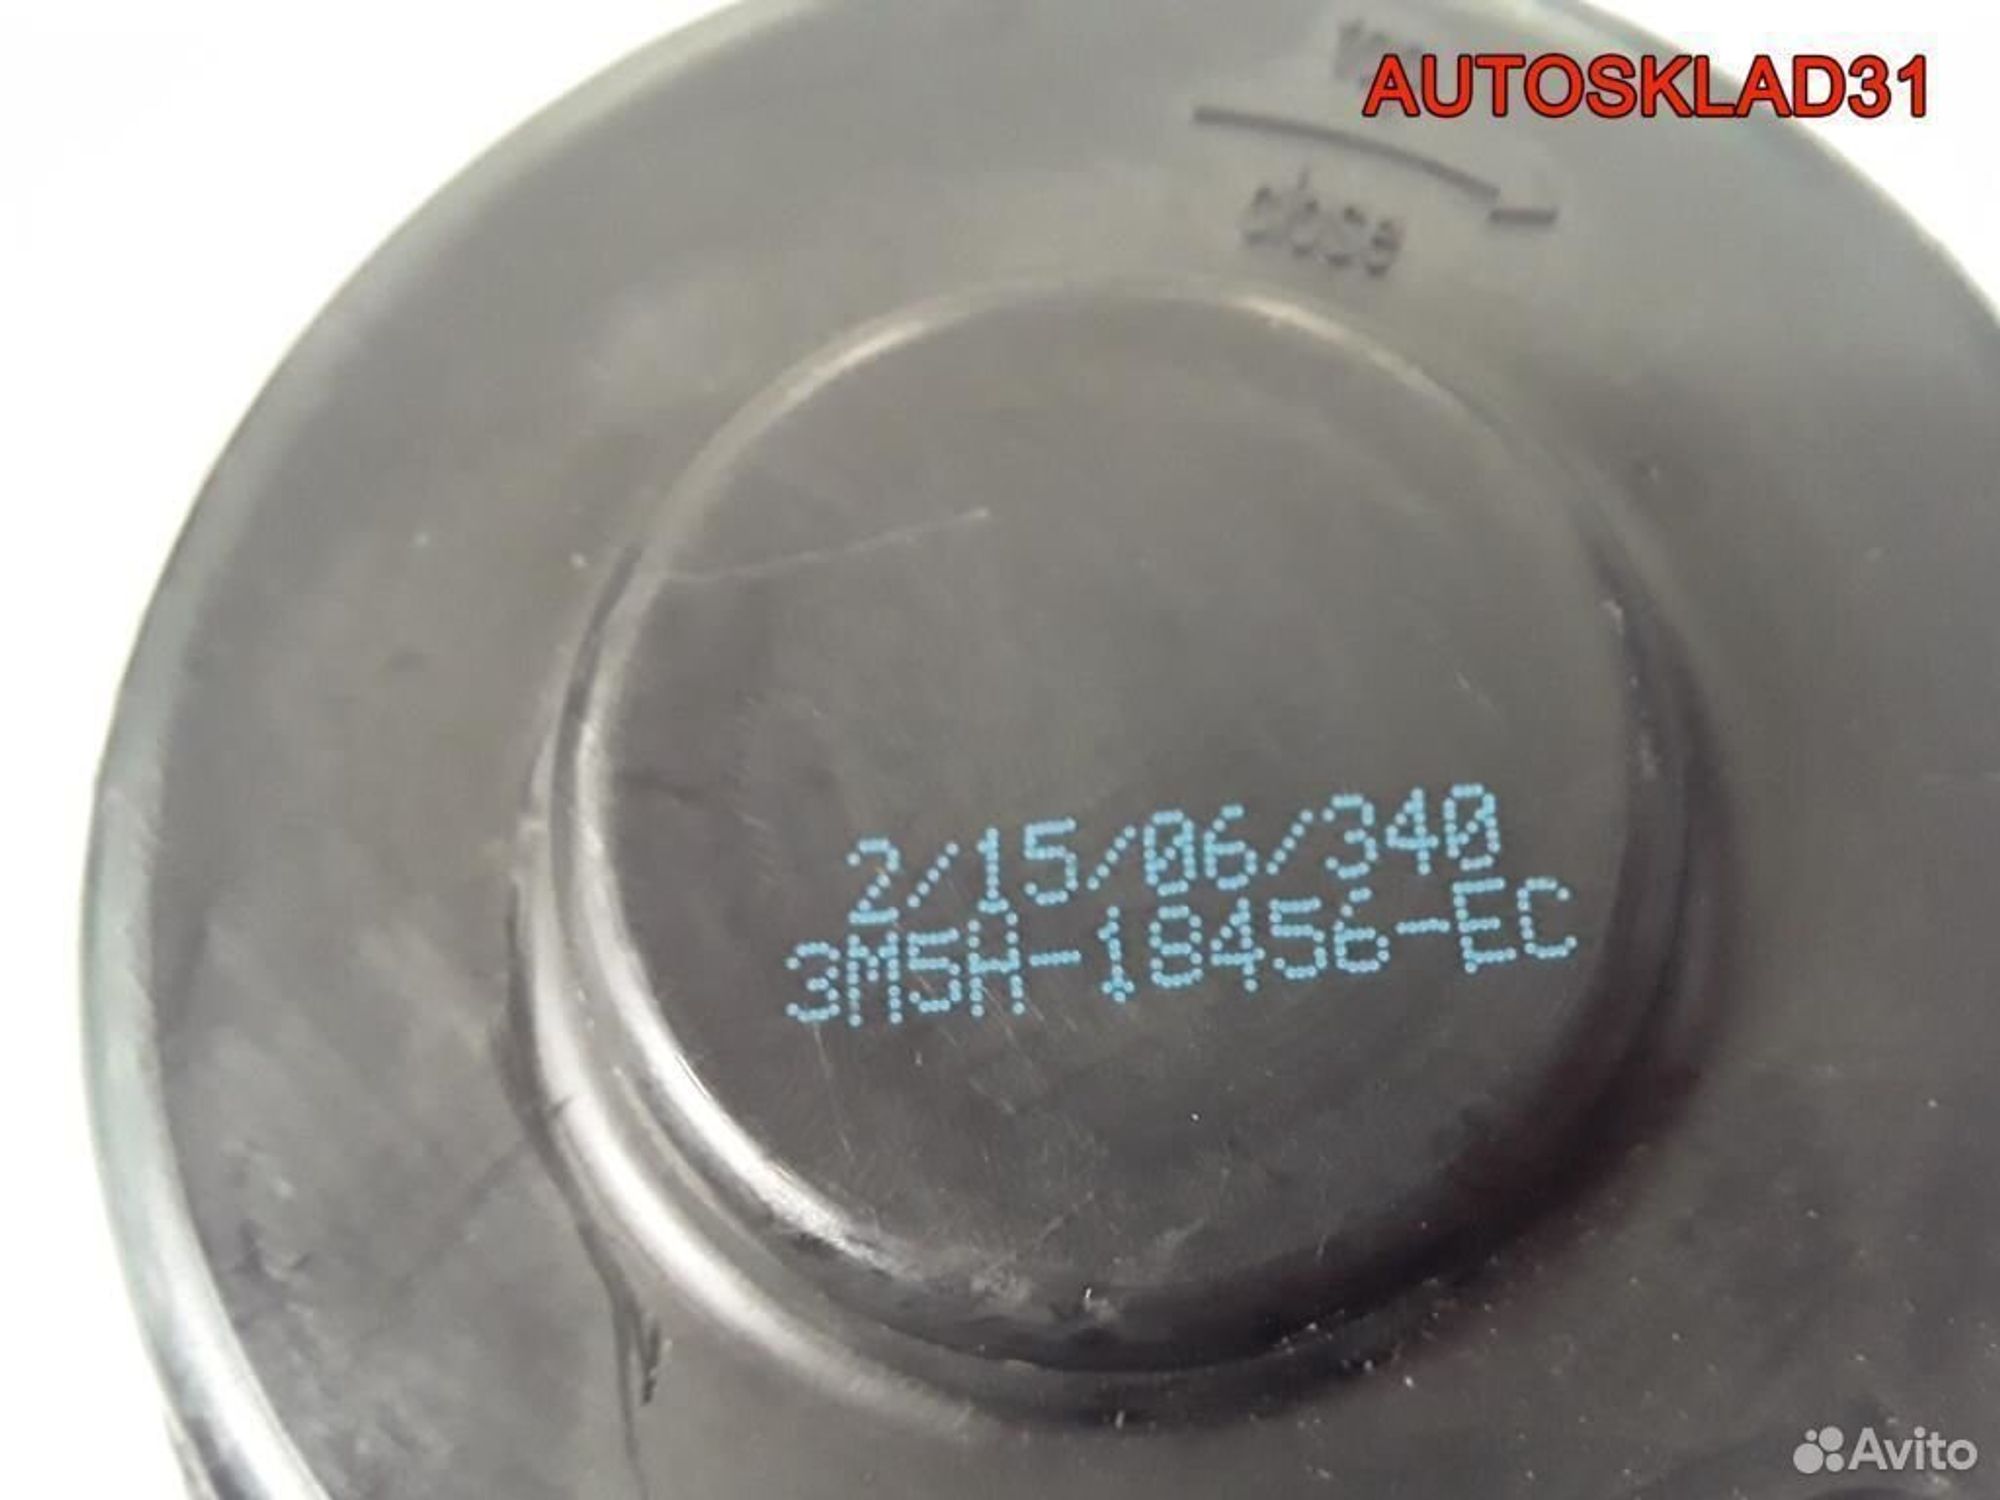 AUTOSKLAD31
close
2/15/06/340
3M5H-18456-EC
Avito